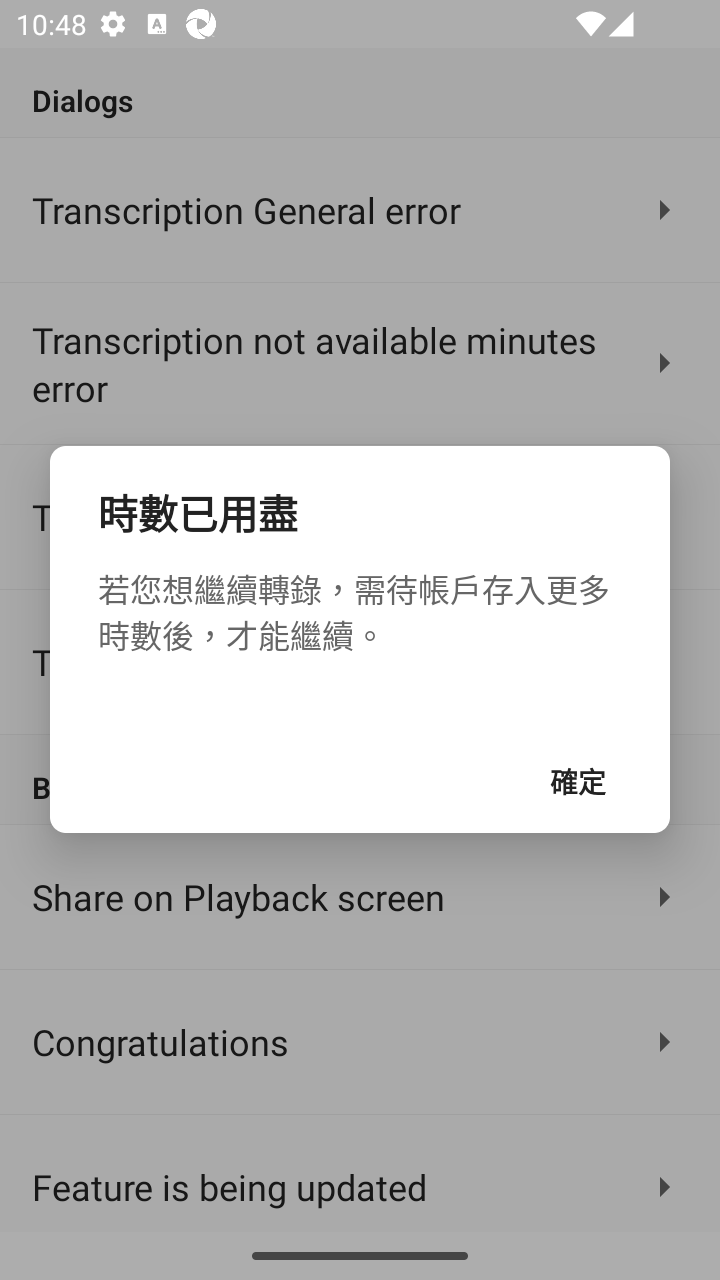 10:48
Dialogs
Transcription General error
Transcription not available minutes
error
時數已用盡
若您想繼續轉錄，需待帳戶存入更多
時數後，才能繼續。
確定
Share on Playback screen
Congratulations
Feature is being updated